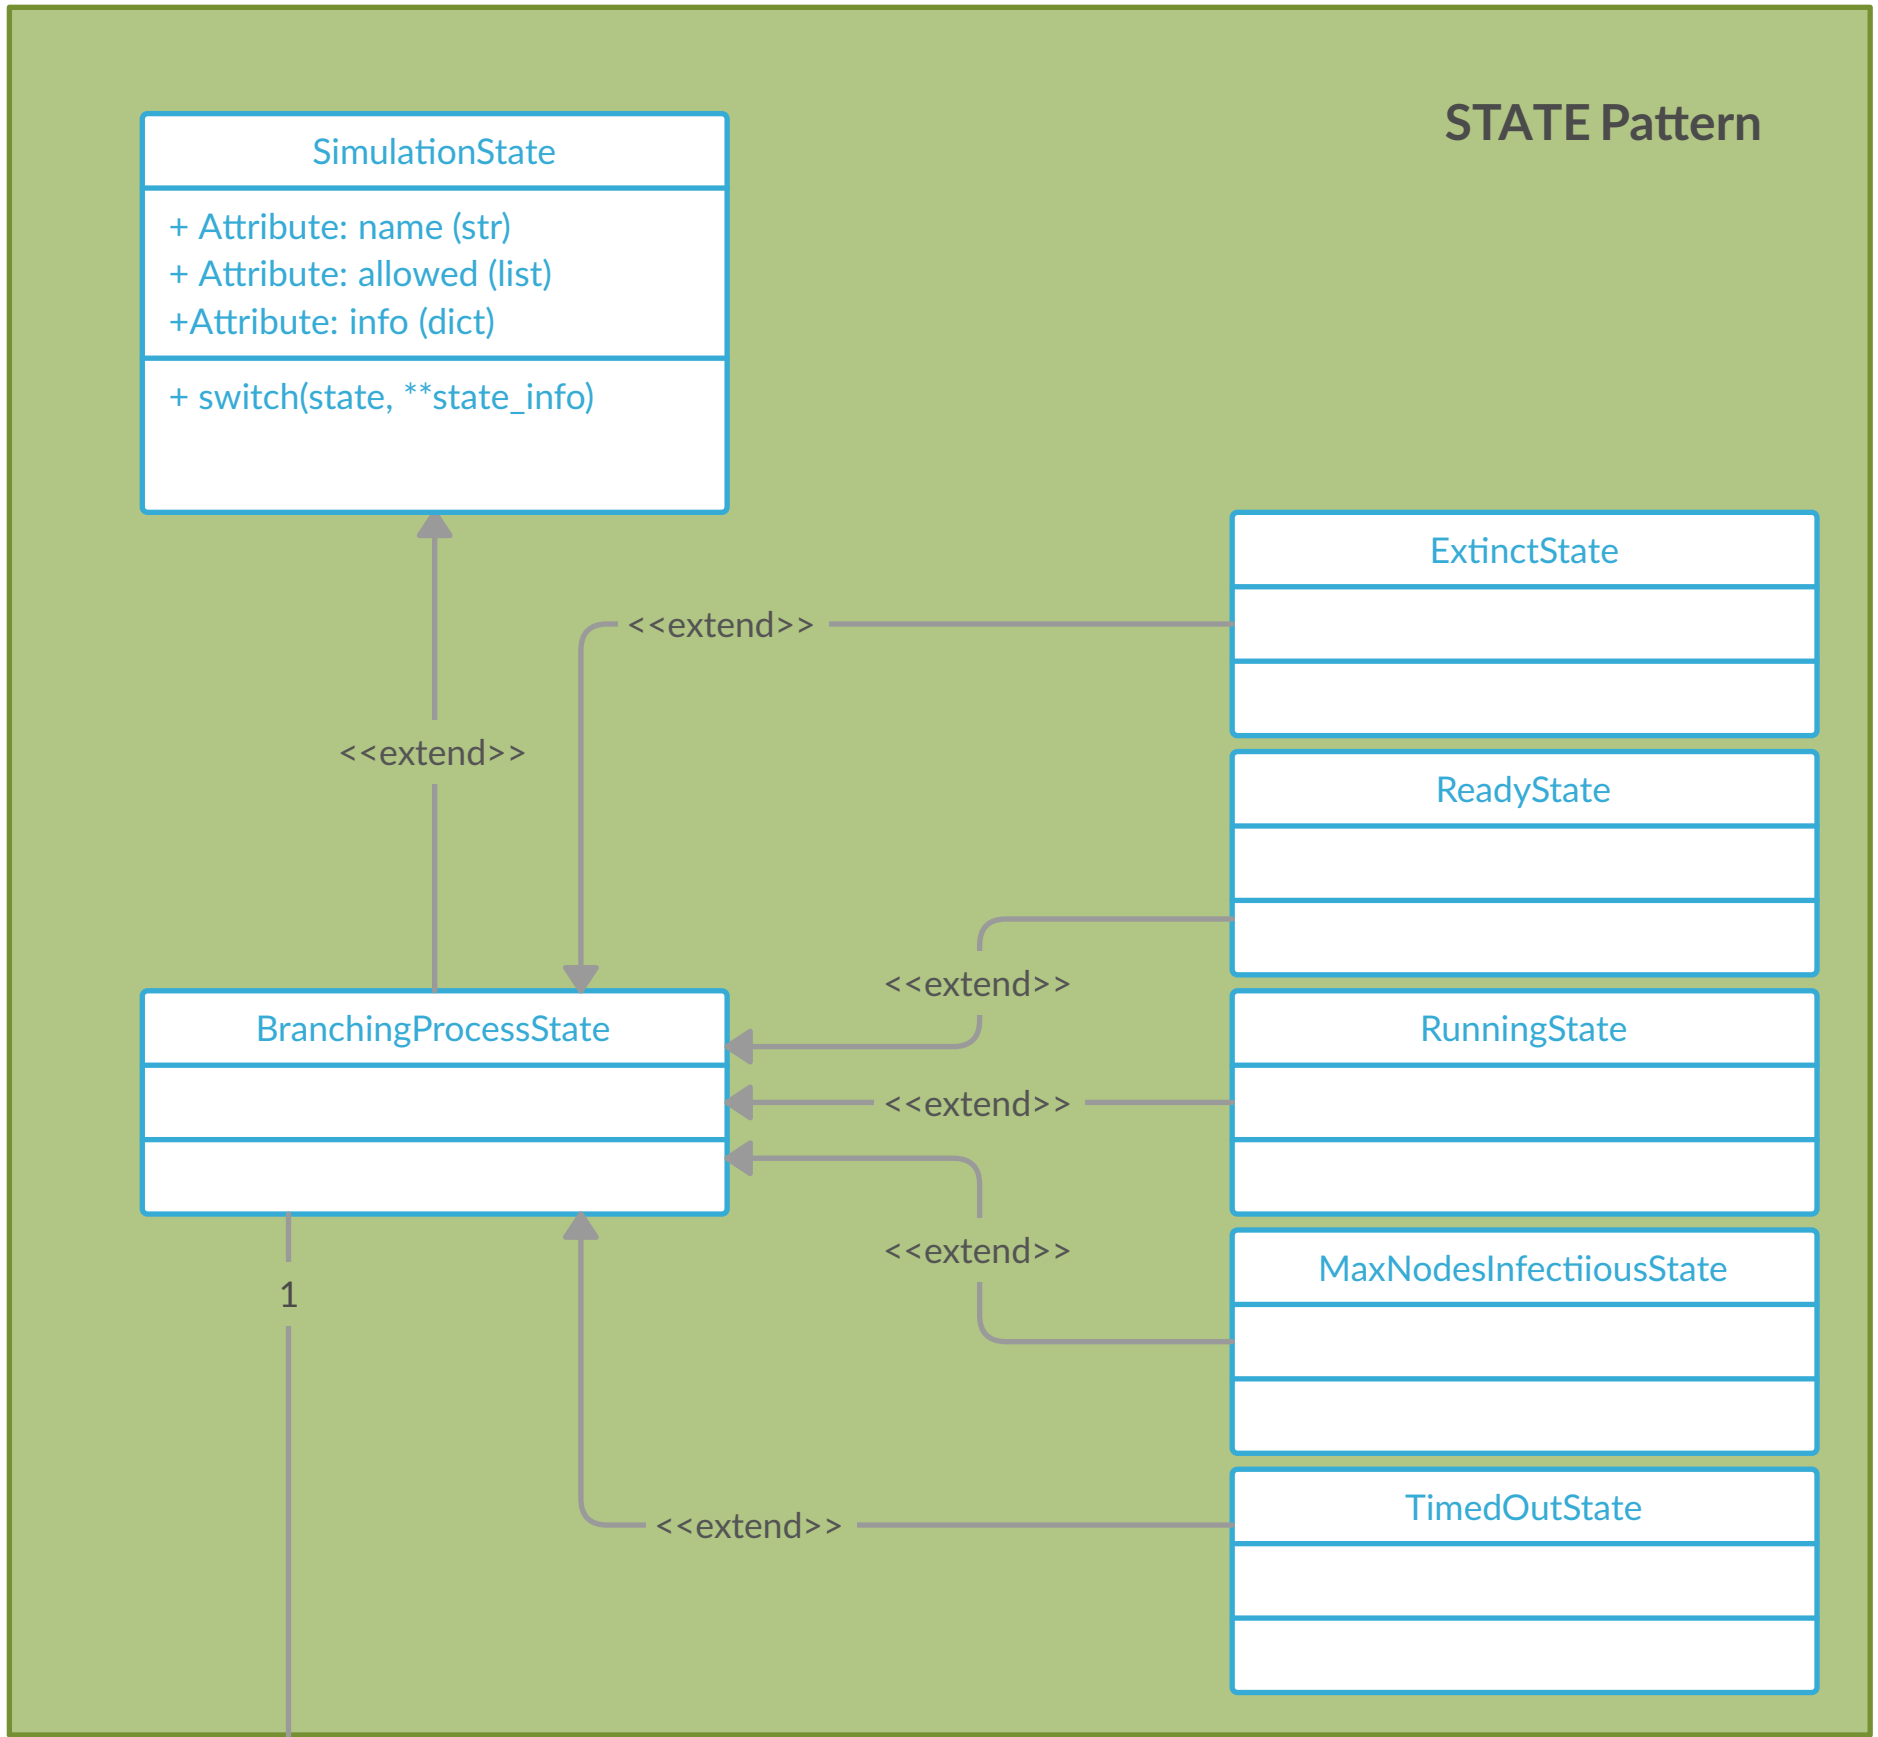 STATE Pattern
SimulationState
+ Attribute: name (str)
+ Attribute: allowed (list)
+Attribute: info (dict)
+ switch(state, **state_info)
ExtinctState
<<extend>>
<<extend>>
ReadyState
<<extend>>
BranchingProcessState
RunningState
<<extend>>
<<extend>>
MaxNodesInfectiiousState
1
TimedOutState
<<extend>>